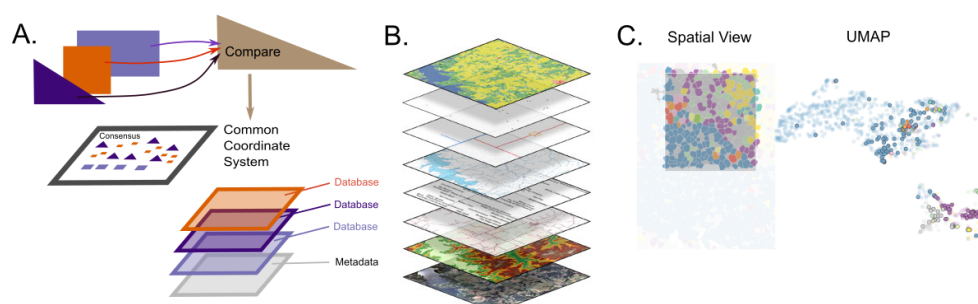 A.
Compare
Consensus
Common
Coordinate
System
Database
Database
Database
Metadata
B.
C.
Spatial View
UMAP